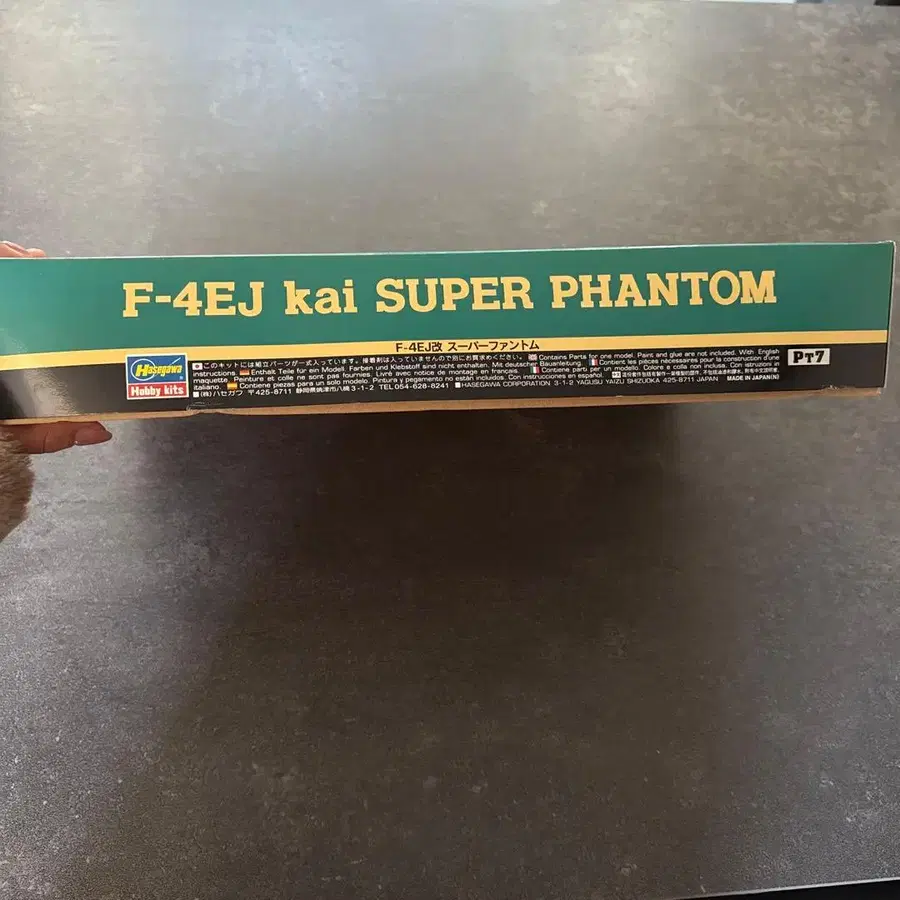 F-4EJ kai SUPER PHANTOM
F-4EJ改 スーパーファントム
Hasegawa
Hobby kits
このキットには組立パーツが一式入っています。接着剤は入っていませんので別にお買求めください。 Contains Parts for one model. Paint and glue are not included. With English
instructions. Enthält Teile für ein Modell. Farben und Klebstoff sind nicht enthalten. Mit deutscher Bauanleitung. Contient les pièces nécessaires pour la construction d'une
maquette. Peinture et colle ne sont pas fournies. Livré avec notice de montage en français. Contiene parti per un modello. Colore e colla non inclusa. Con istruzioni in
italiano. Contiene piezas para un solo modelo. Pintura y pegamento no están incluidos. Con instrucciones en español.
■(株)ハセガワ 〒425-8711 静岡県焼津市八楠3-1-2 TEL 054-628-8241 ■HASEGAWA CORPORATION 3-1-2 YAGUSU YAIZU SHIZUOKA 425-8711 JAPAN MADE IN JAPAN(N)
PT7